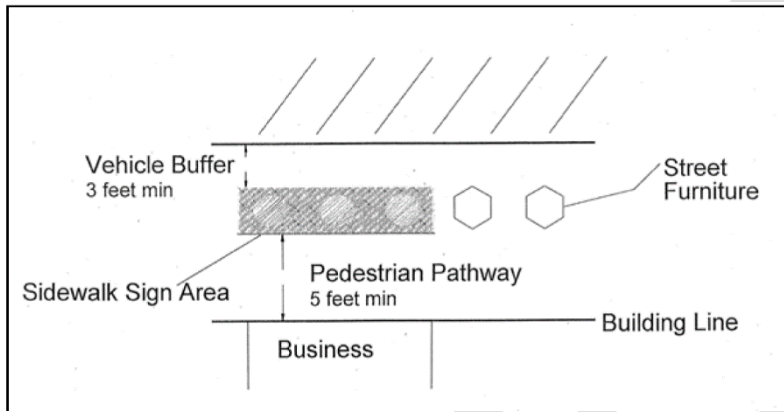 Vehicle Buffer
3 feet min
Street
Furniture
Sidewalk Sign Area
Pedestrian Pathway
5 feet min
Building Line
Business